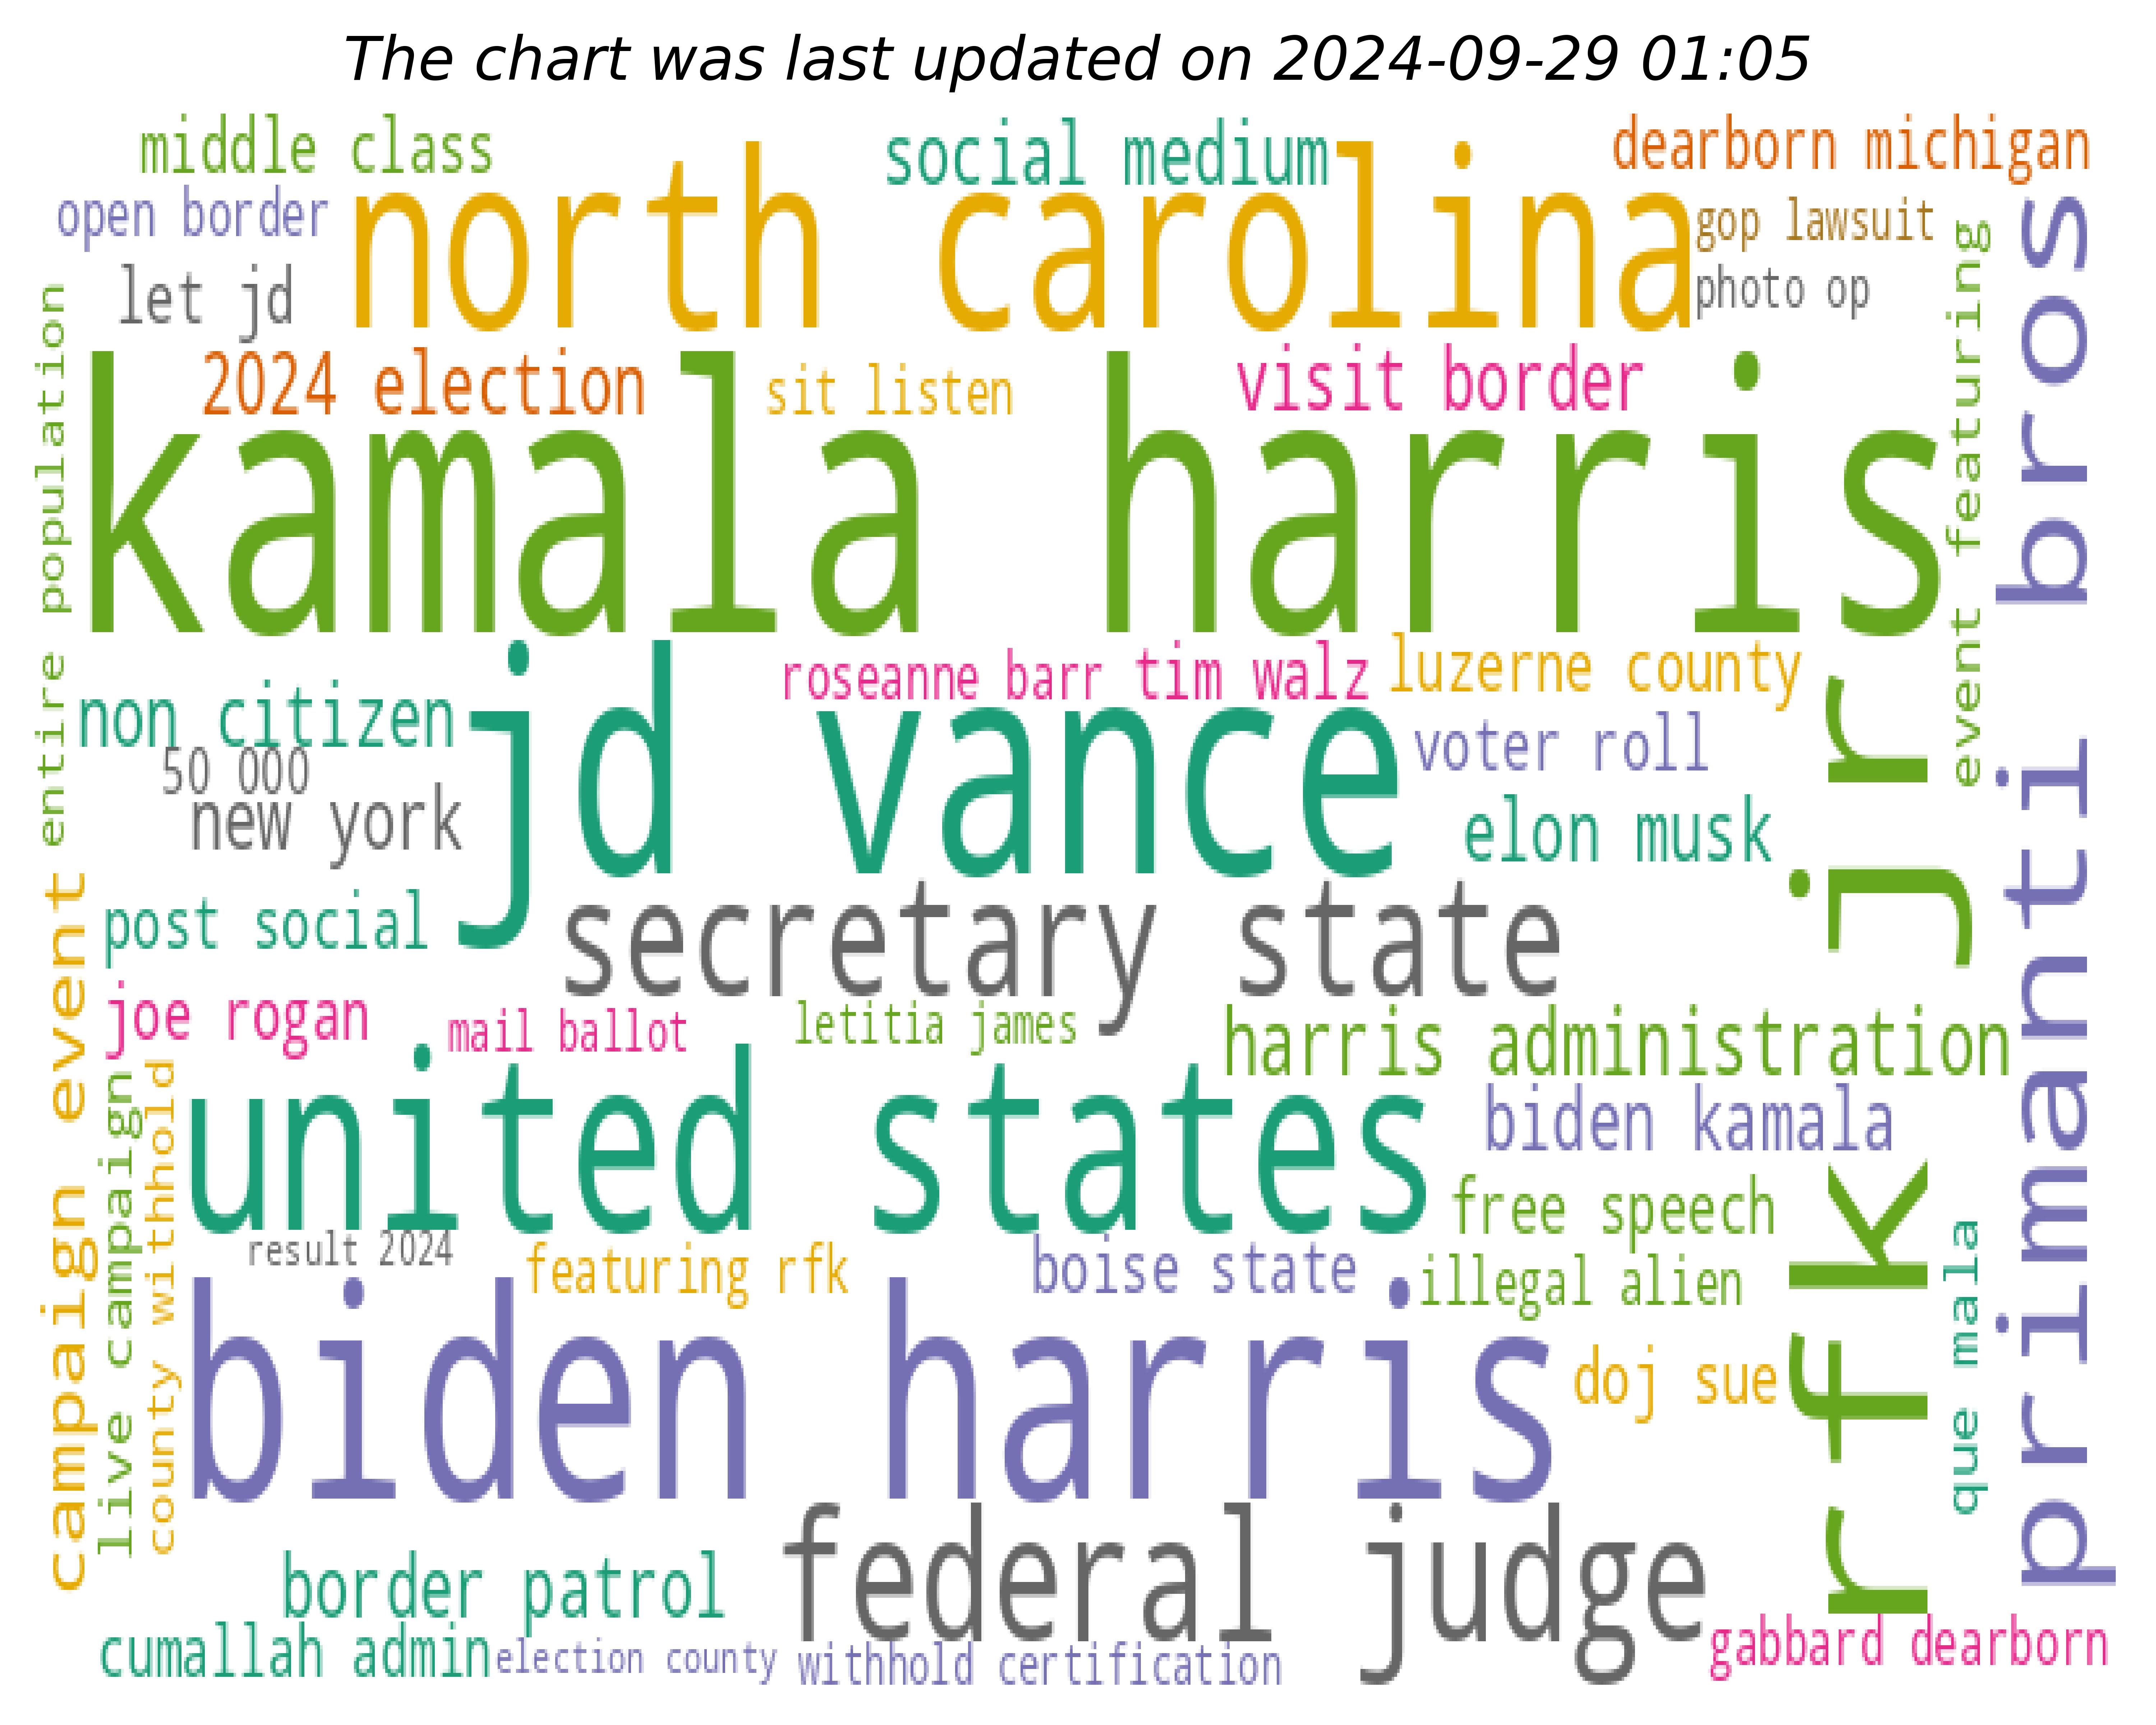 The chart was last updated on 2024-09-29 01:05
middle class
social medium
dearborn michigan
open border
north carolina
gop lawsuit
let jd
photo op
2024 election
sit listen
visit border
kamala harris
event featuring
primanti bros
entire population
roseanne barr
tim walz
luzerne county
non citizen
jd vance
voter roll
50 000
new york
elon musk
rfk jr
post social
secretary state
campaign event
joe rogan
mail ballot
letitia james
harris administration
live campaign
county withhold
united states
biden kamala
free speech
result 2024
featuring rfk
boise state
illegal alien
que mala
biden harris
doj sue
federal judge
border patrol
cumallah admin
election county
withhold certification
gabbard dearborn